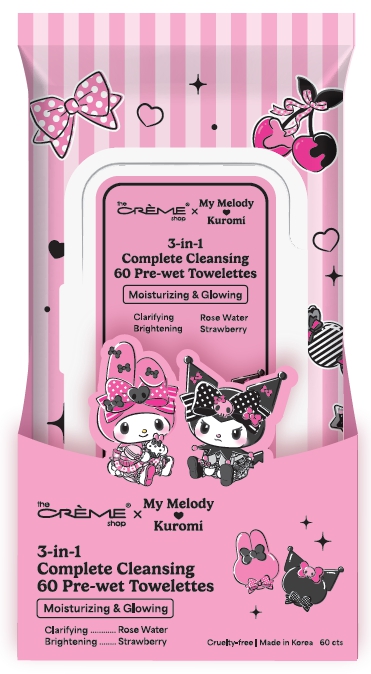 the
CRÈME®
shop
x
My Melody
♥
Kuromi
3-in-1
Complete Cleansing
60 Pre-wet Towelettes
Moisturizing & Glowing
Clarifying Rose Water
Brightening Strawberry
the
CRÈME®
shop
x
My Melody
♥
Kuromi
3-in-1
Complete Cleansing
60 Pre-wet Towelettes
Moisturizing & Glowing
Clarifying ............ Rose Water
Brightening ........ Strawberry
Cruelty-free | Made in Korea 60 cts